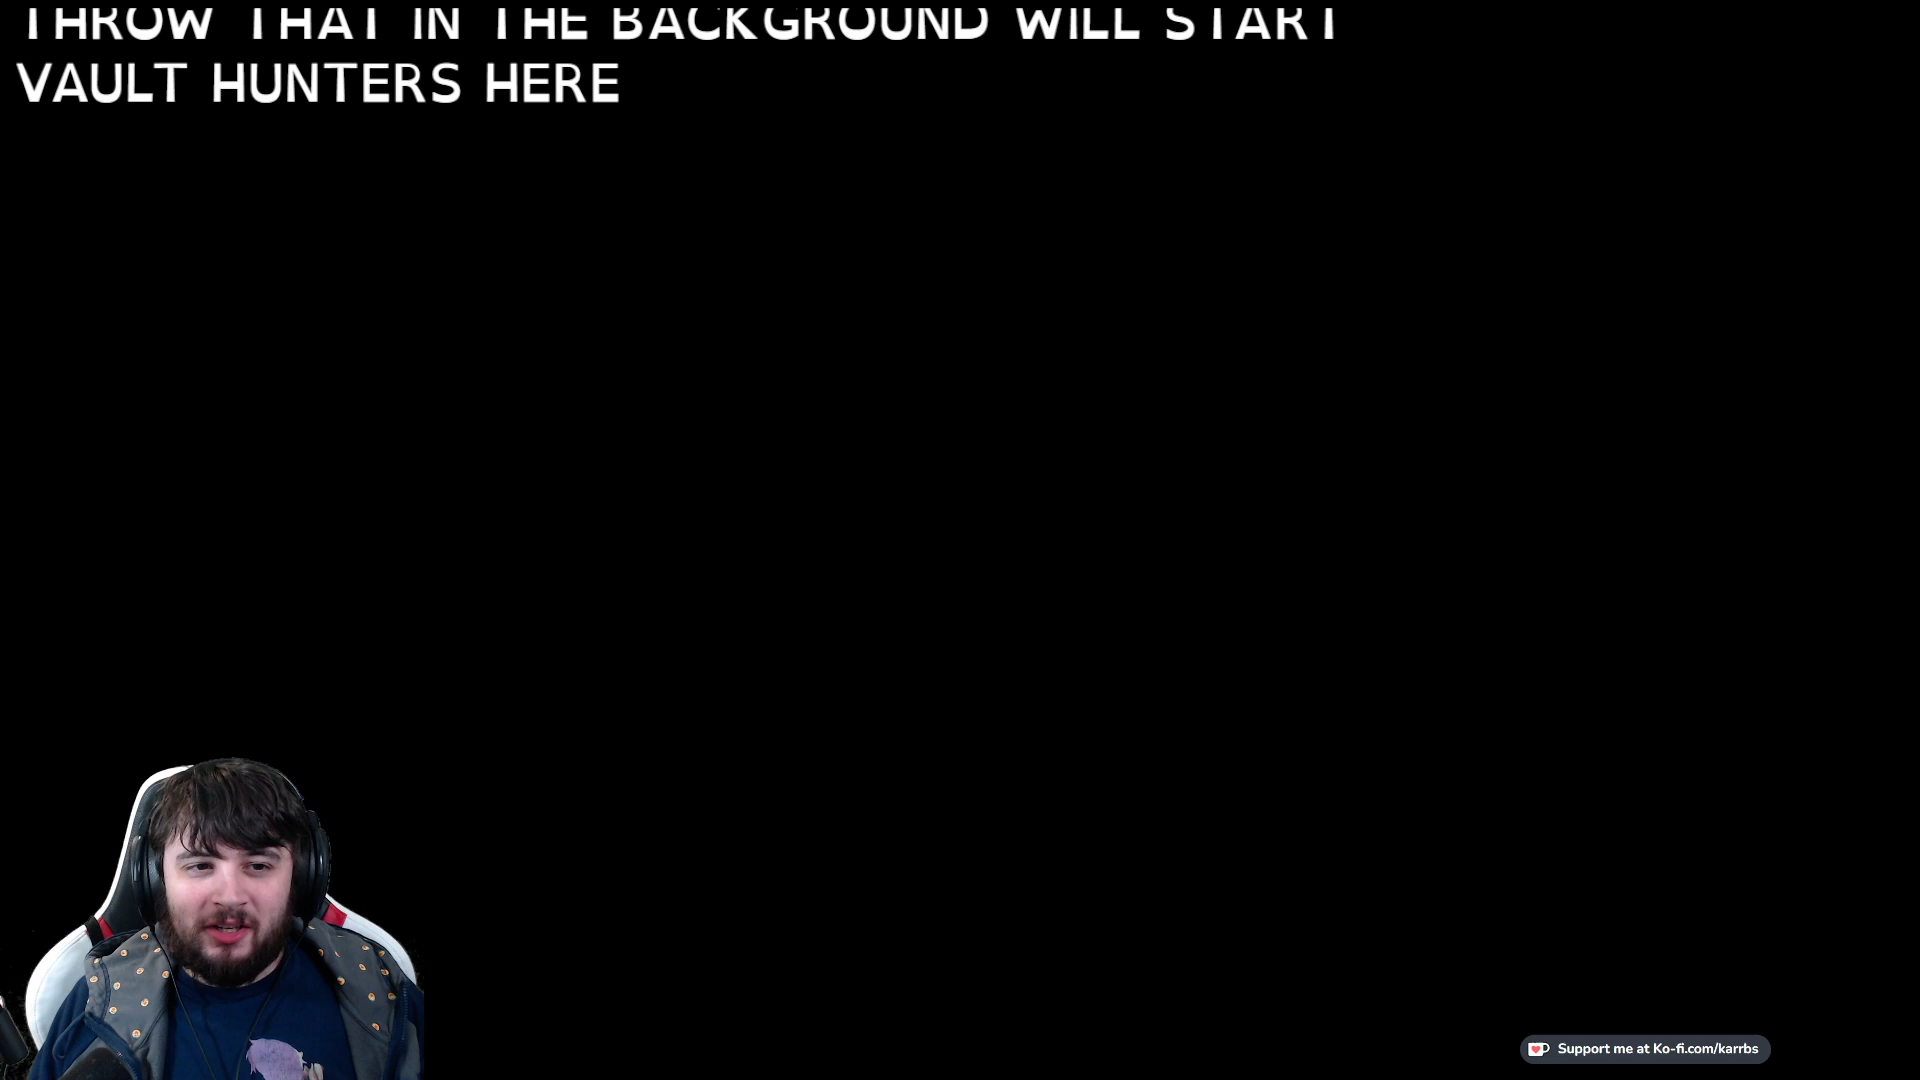 THROW THAT IN THE BACKGROUND WILL START
VAULT HUNTERS HERE
Support me at Ko-fi.com/karrbs